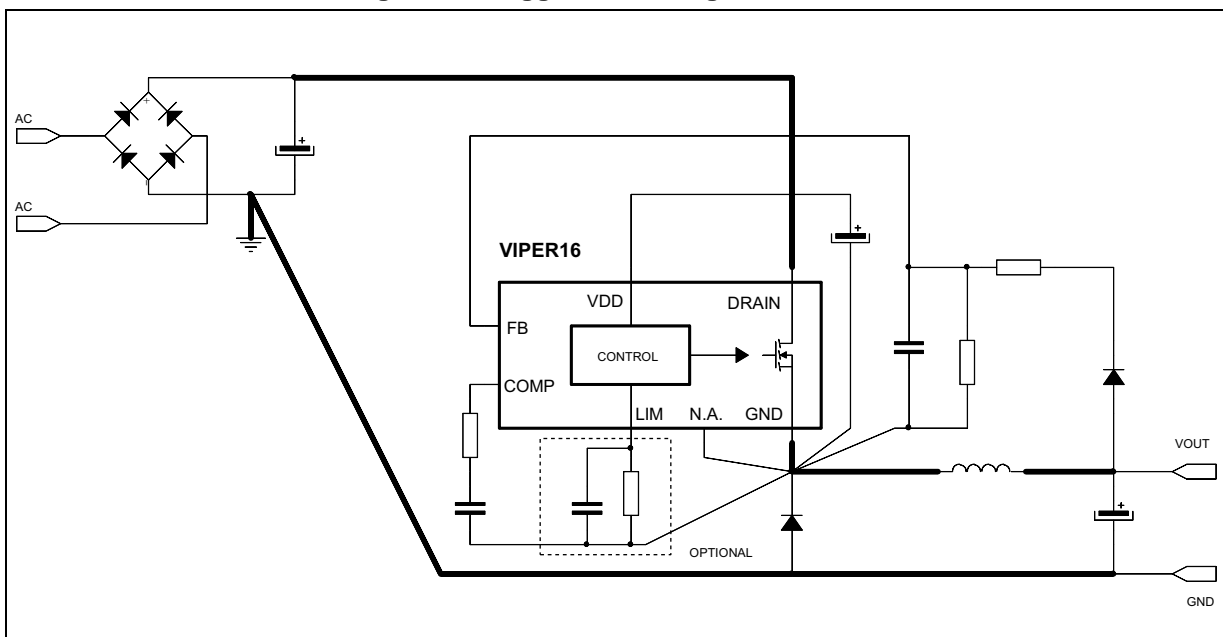 AC
AC
VIPER16
VDD
DRAIN
FB
CONTROL
COMP
LIM
N.A.
GND
VOUT
OPTIONAL
GND
+
-
+
+
+